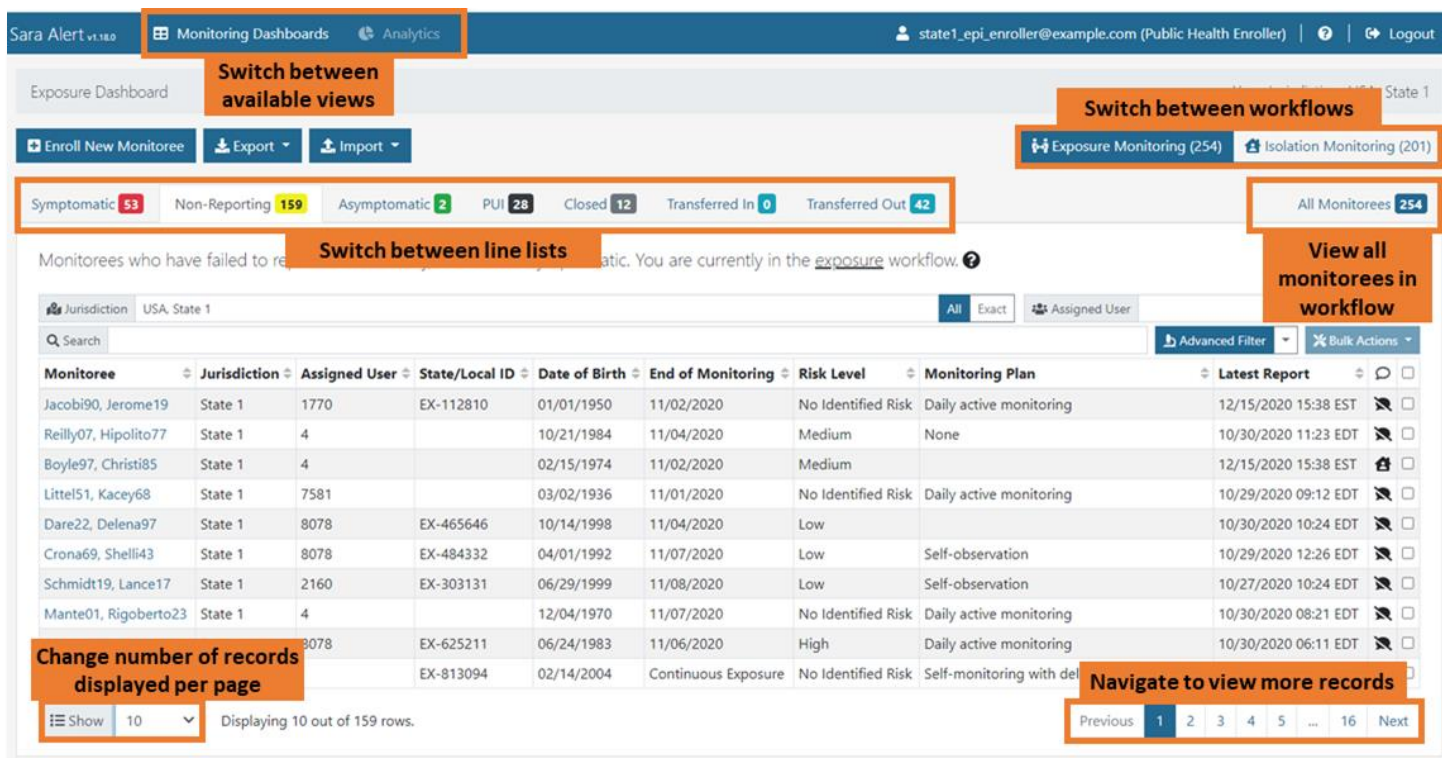 Sara Alert v1.18.0 Monitoring Dashboards Analytics state1_epi_enroller@example.com (Public Health Enroller) | ? | Logout
Switch between
available views
Exposure Dashboard State 1
Switch between workflows
Enroll New Monitoree Export Import Exposure Monitoring (254) Isolation Monitoring (201)
Symptomatic 53 Non-Reporting 159 Asymptomatic 2 PUI 28 Closed 12 Transferred In 0 Transferred Out 42 All Monitorees 254
Switch between line lists
View all
monitorees in
workflow
Monitorees who have failed to atic. You are currently in the exposure workflow. ?
Jurisdiction USA, State 1 All Exact Assigned User
Search Advanced Filter Bulk Actions
Monitoree Jurisdiction Assigned User State/Local ID Date of Birth End of Monitoring Risk Level Monitoring Plan Latest Report
Jacobi90, Jerome19 State 1 1770 EX-112810 01/01/1950 11/02/2020 No Identified Risk Daily active monitoring 12/15/2020 15:38 EST
Reilly07, Hipolito77 State 1 4 10/21/1984 11/04/2020 Medium None 10/30/2020 11:23 EDT
Boyle97, Christi85 State 1 4 02/15/1974 11/02/2020 Medium 12/15/2020 15:38 EST
Littel51, Kacey68 State 1 7581 03/02/1936 11/01/2020 No Identified Risk Daily active monitoring 10/29/2020 09:12 EDT
Dare22, Delena97 State 1 8078 EX-465646 10/14/1998 11/04/2020 Low 10/30/2020 10:24 EDT
Crona69, Shelli43 State 1 8078 EX-484332 04/01/1992 11/07/2020 Low Self-observation 10/29/2020 12:26 EDT
Schmidt19, Lance17 State 1 2160 EX-303131 06/29/1999 11/08/2020 Low Self-observation 10/27/2020 10:24 EDT
Mante01, Rigoberto23 State 1 4 12/04/1970 11/07/2020 No Identified Risk Daily active monitoring 10/30/2020 08:21 EDT
8078 EX-625211 06/24/1983 11/06/2020 High Daily active monitoring 10/30/2020 06:11 EDT
Change number of records
displayed per page
EX-813094 02/14/2004 Continuous Exposure No Identified Risk Self-monitoring with del
Navigate to view more records
Show 10 Displaying 10 out of 159 rows. Previous 1 2 3 4 5 ... 16 Next